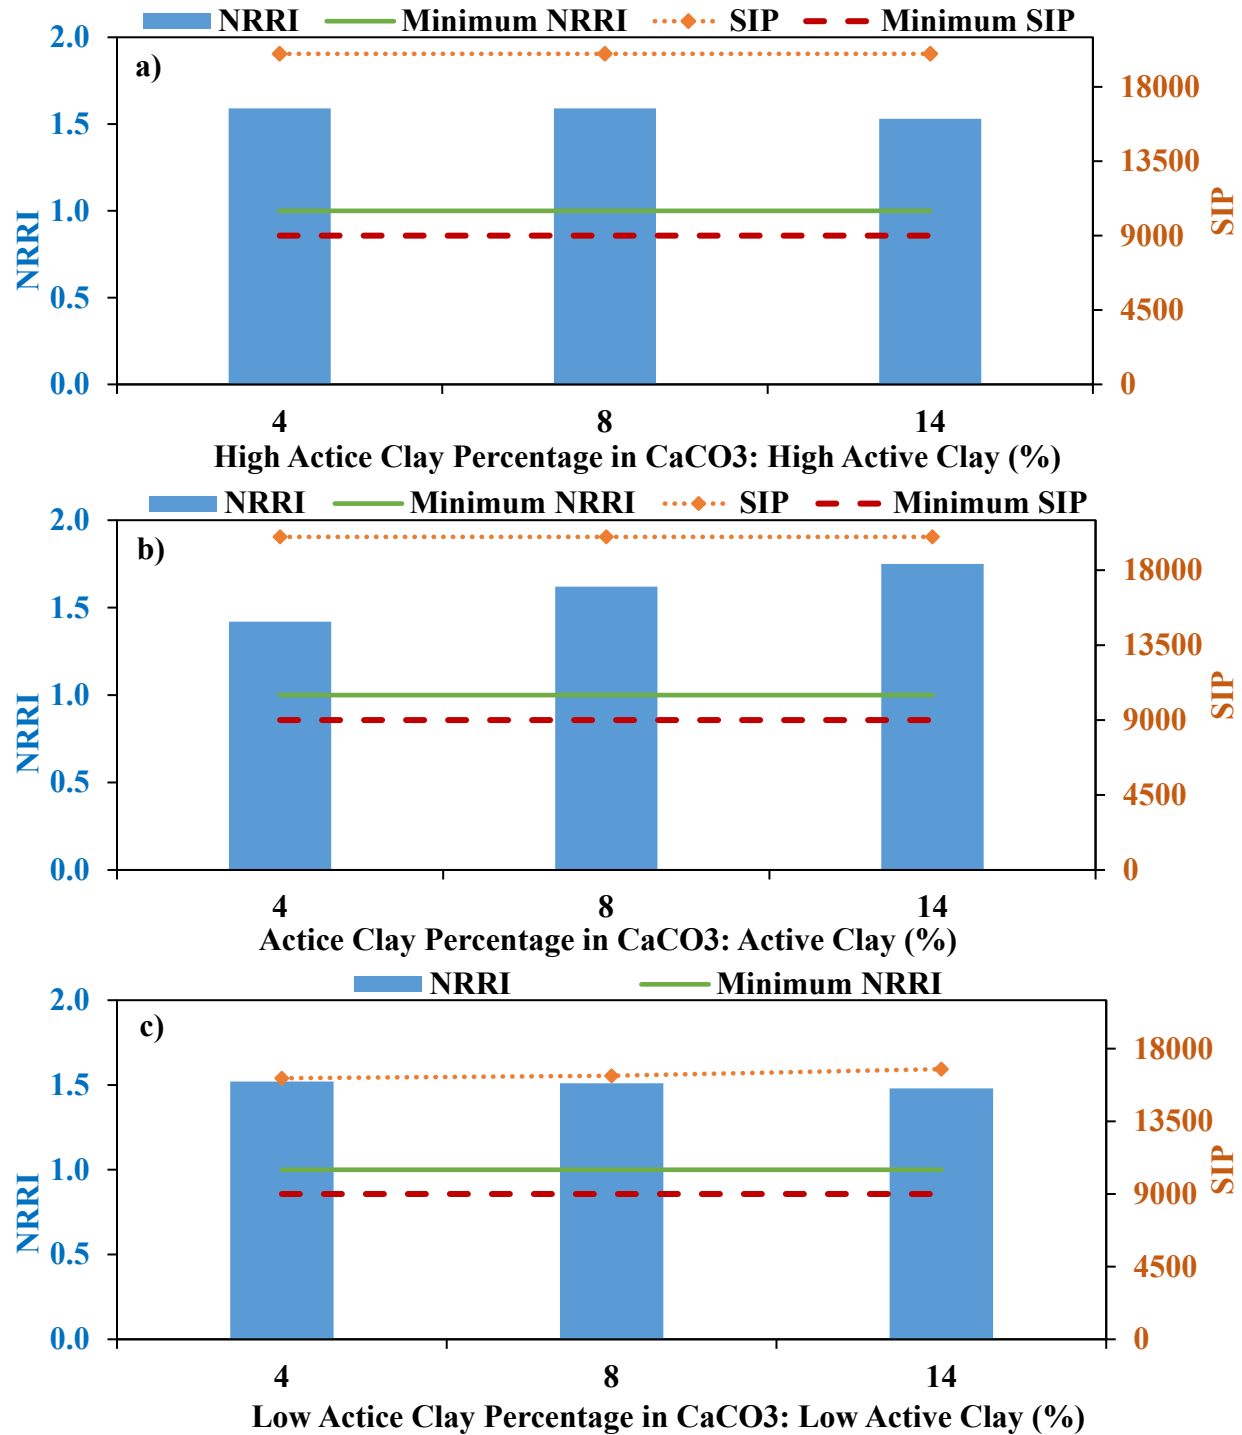 NRRI Minimum NRRI SIP Minimum SIP
a)
2.0
1.5
1.0
0.5
0.0
NRRI
18000
13500
9000
4500
0
SIP
4 8 14
High Actice Clay Percentage in CaCO3: High Active Clay (%)
NRRI Minimum NRRI SIP Minimum SIP
b)
2.0
1.5
1.0
0.5
0.0
NRRI
18000
13500
9000
4500
0
SIP
4 8 14
Actice Clay Percentage in CaCO3: Active Clay (%)
NRRI Minimum NRRI
c)
2.0
1.5
1.0
0.5
0.0
NRRI
18000
13500
9000
4500
0
SIP
4 8 14
Low Actice Clay Percentage in CaCO3: Low Active Clay (%)